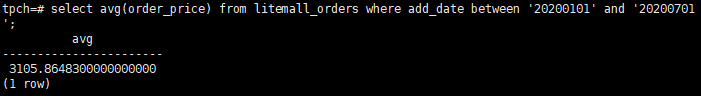 tpch=# select avg(order_price) from litemall_orders where add_date between '20200101' and '20200701
';
avg
-----------------------
3105.8648300000000000
(1 row)